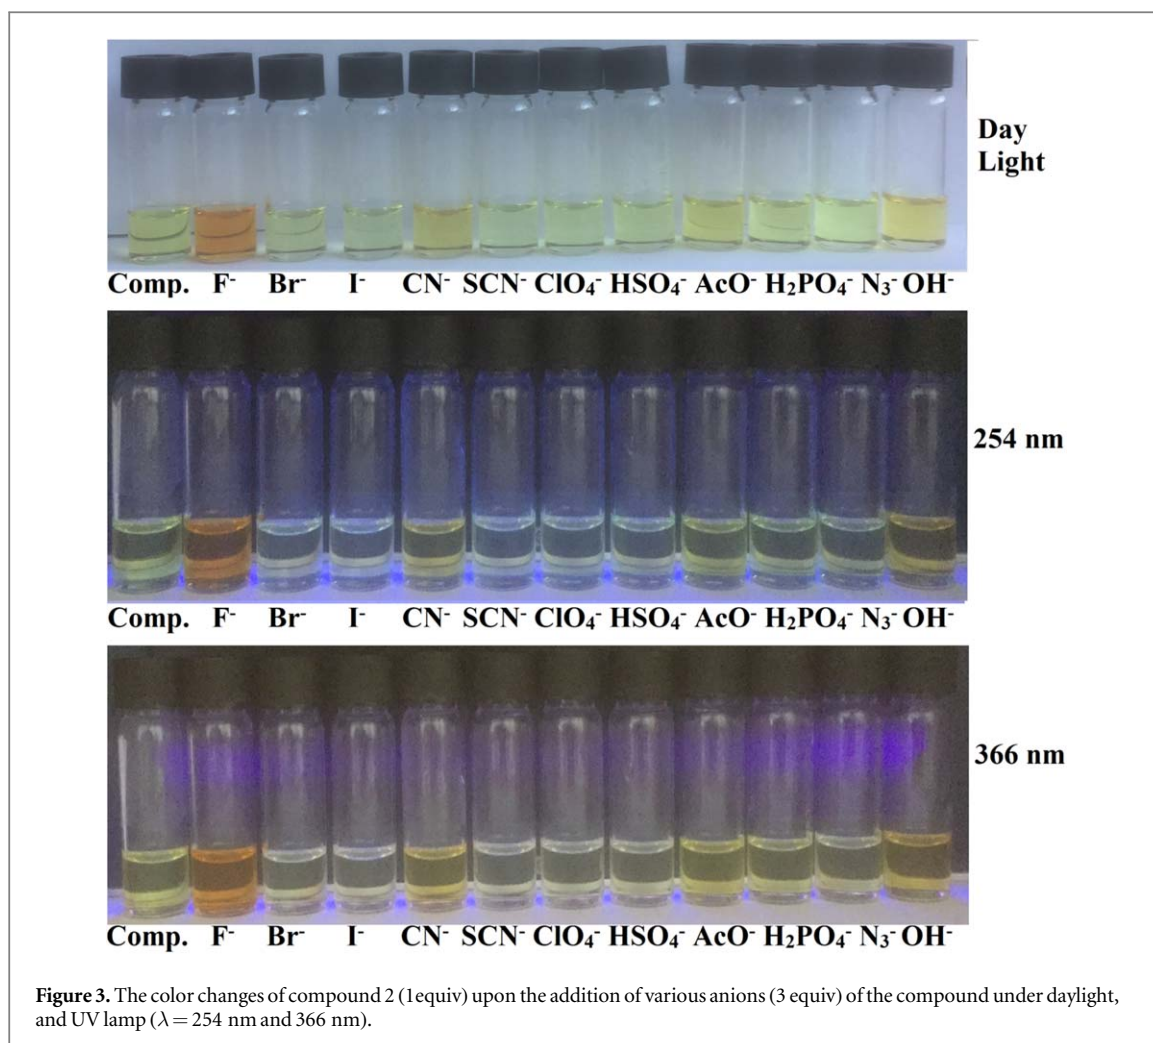 Day
Light
Comp. F⁻ Br⁻ I⁻ CN⁻ SCN⁻ ClO₄⁻ HSO₄⁻ AcO⁻ H₂PO₄⁻ N₃⁻ OH⁻
254 nm
Comp. F⁻ Br⁻ I⁻ CN⁻ SCN⁻ ClO₄⁻ HSO₄⁻ AcO⁻ H₂PO₄⁻ N₃⁻ OH⁻
366 nm
Comp. F⁻ Br⁻ I⁻ CN⁻ SCN⁻ ClO₄⁻ HSO₄⁻ AcO⁻ H₂PO₄⁻ N₃⁻ OH⁻
Figure 3. The color changes of compound 2 (1equiv) upon the addition of various anions (3 equiv) of the compound under daylight,
and UV lamp (λ = 254 nm and 366 nm).